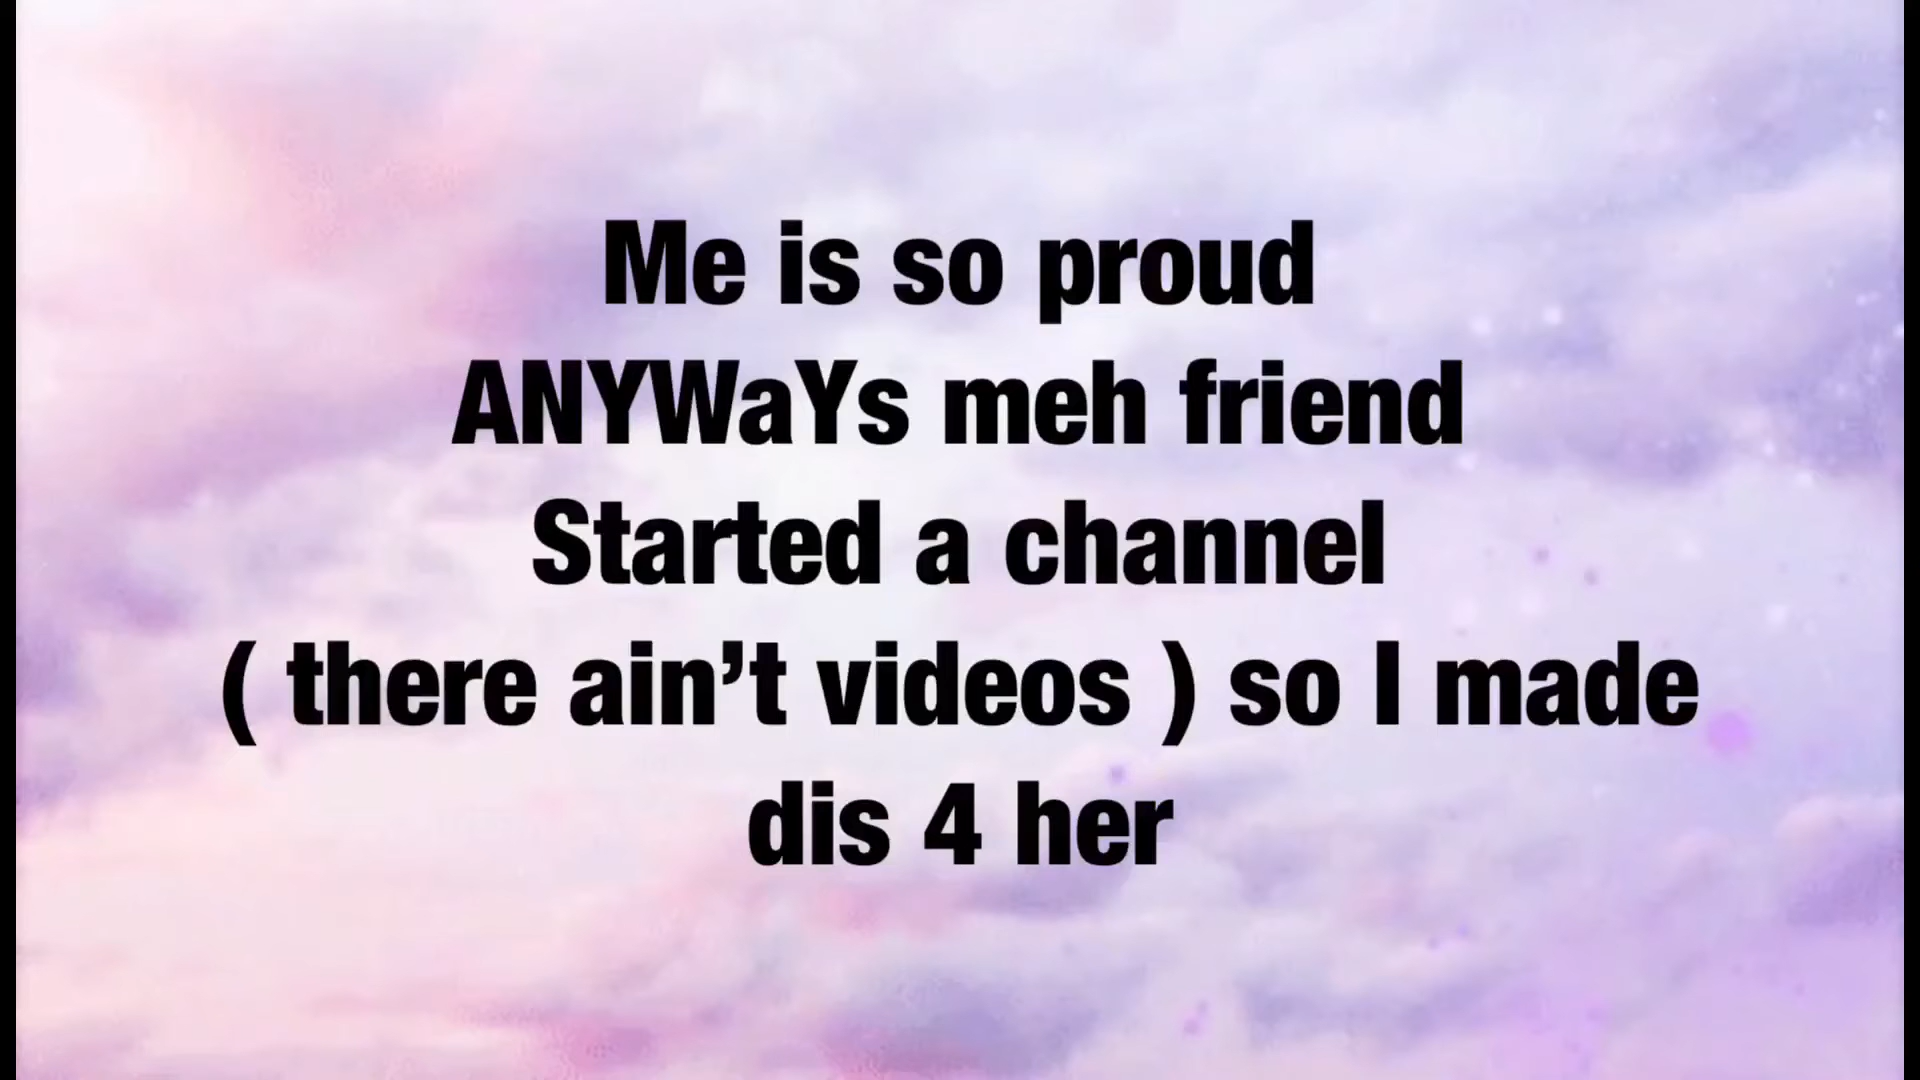 Me is so proud
ANYWaYs meh friend
Started a channel
( there ain’t videos ) so I made
dis 4 her